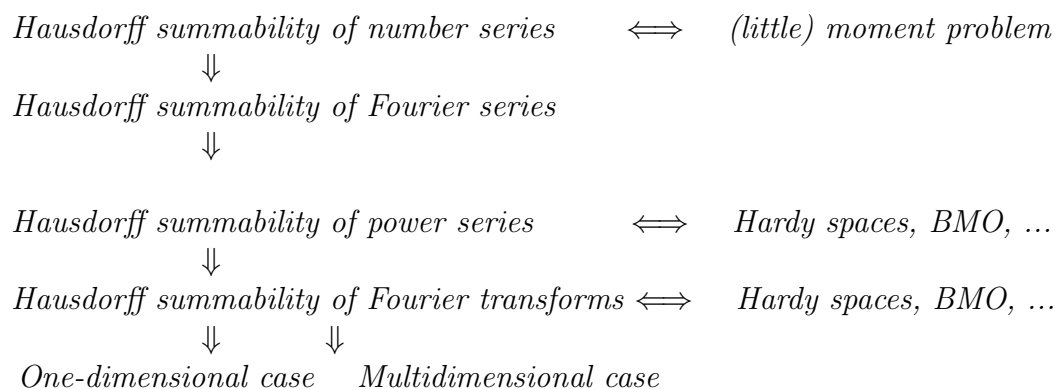 Hausdorff summability of number series ⟺ (little) moment problem
⇓
Hausdorff summability of Fourier series
⇓
Hausdorff summability of power series ⟺ Hardy spaces, BMO, ...
⇓
Hausdorff summability of Fourier transforms ⟺ Hardy spaces, BMO, ...
⇓ ⇓
One-dimensional case Multidimensional case